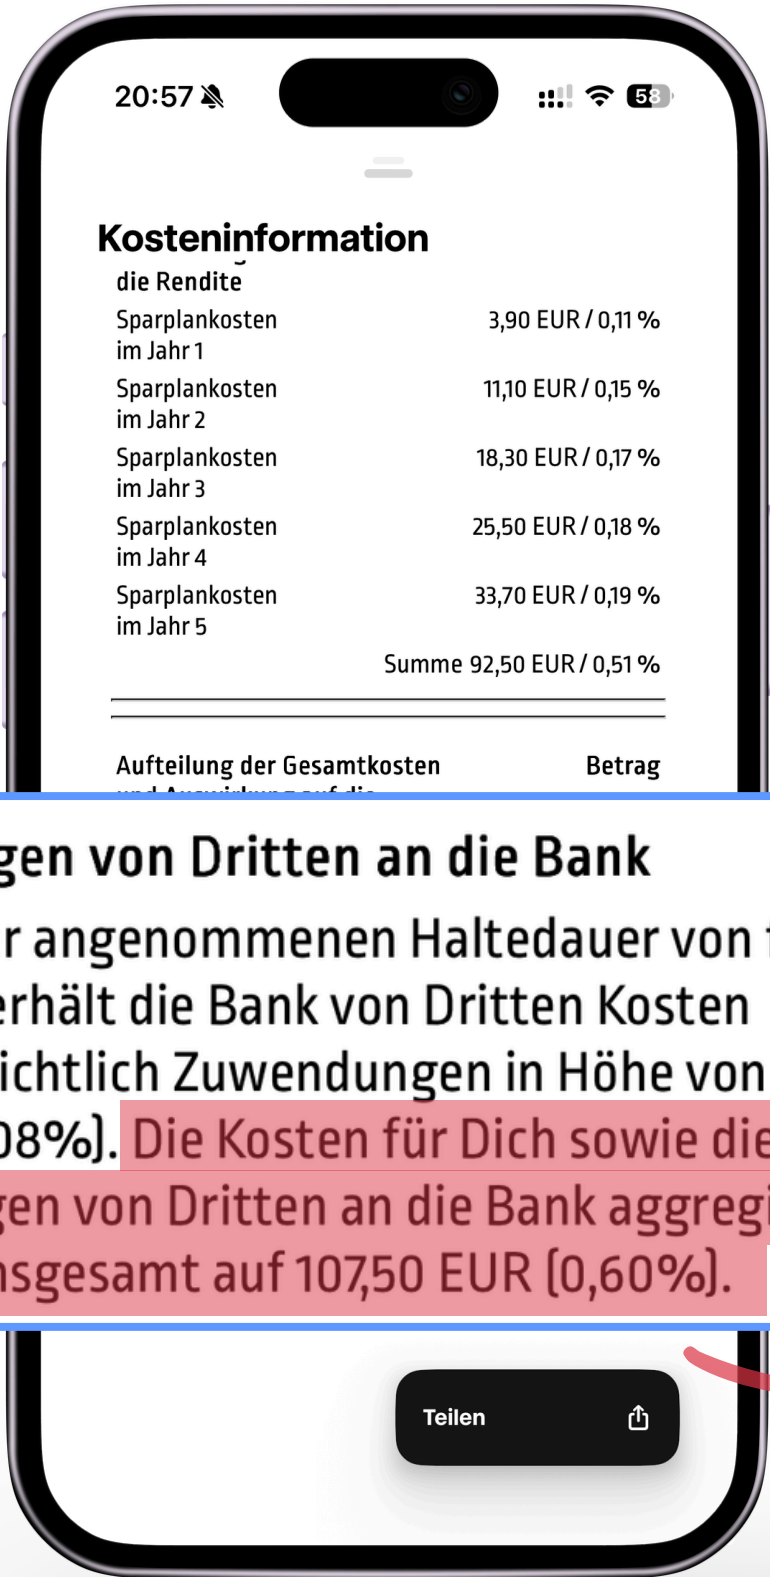 20:57
58
Kosteninformation
die Rendite
Sparplankosten 3,90 EUR / 0,11 %
im Jahr 1
Sparplankosten 11,10 EUR / 0,15 %
im Jahr 2
Sparplankosten 18,30 EUR / 0,17 %
im Jahr 3
Sparplankosten 25,50 EUR / 0,18 %
im Jahr 4
Sparplankosten 33,70 EUR / 0,19 %
im Jahr 5
Summe 92,50 EUR / 0,51 %
Aufteilung der Gesamtkosten Betrag
gen von Dritten an die Bank
r angenommenen Haltedauer von
erhält die Bank von Dritten Kosten
ichtlich Zuwendungen in Höhe von
08%). Die Kosten für Dich sowie die
gen von Dritten an die Bank aggregi
nsgesamt auf 107,50 EUR (0,60%).
Teilen